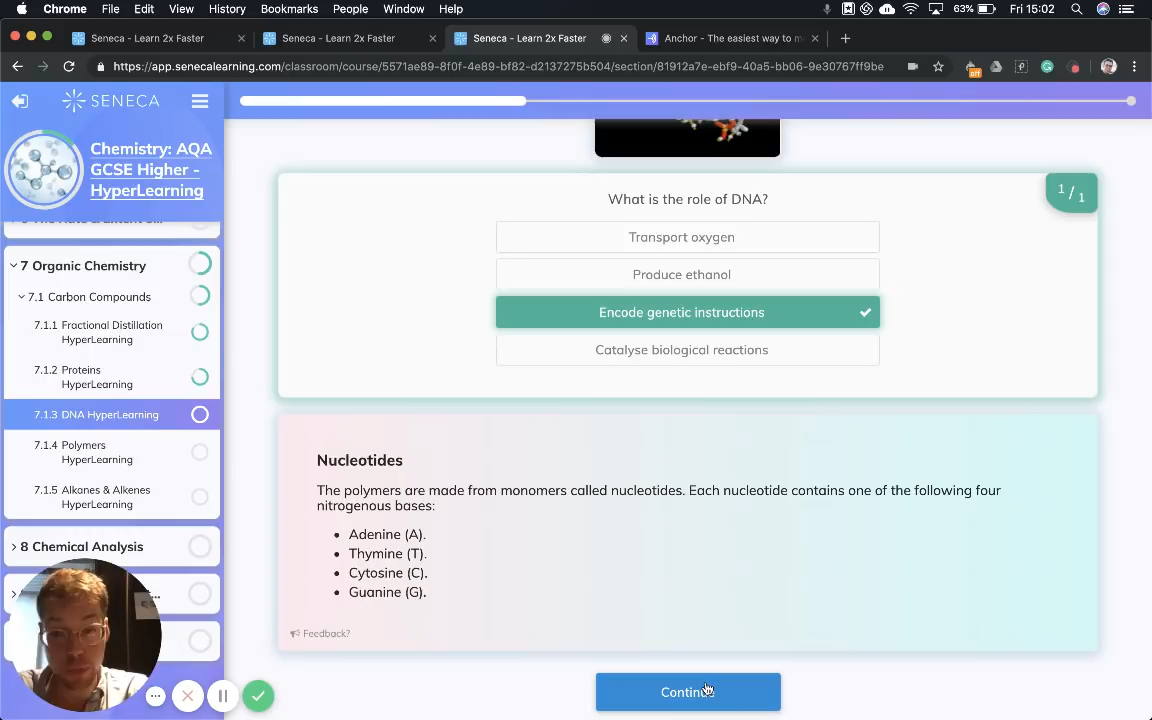 Chrome File Edit View History Bookmarks People Window Help 63% Fri 15:02
Seneca - Learn 2x Faster
Seneca - Learn 2x Faster
Seneca - Learn 2x Faster
Anchor - The easiest way to m
https://app.senecalearning.com/classroom/course/5571ae89-8f0f-4e89-bf82-d2137275b504/section/81912a7e-ebf9-40a5-bb06-9e30767ff9be
off
SENECA
Chemistry: AQA
GCSE Higher -
HyperLearning
7 Organic Chemistry
7.1 Carbon Compounds
7.1.1 Fractional Distillation
HyperLearning
7.1.2 Proteins
HyperLearning
7.1.3 DNA HyperLearning
7.1.4 Polymers
HyperLearning
7.1.5 Alkanes & Alkenes
HyperLearning
8 Chemical Analysis
What is the role of DNA?
1/1
Transport oxygen
Produce ethanol
Encode genetic instructions
Catalyse biological reactions
Nucleotides
The polymers are made from monomers called nucleotides. Each nucleotide contains one of the following four
nitrogenous bases:
• Adenine (A).
• Thymine (T).
• Cytosine (C).
• Guanine (G).
Feedback?
Continue